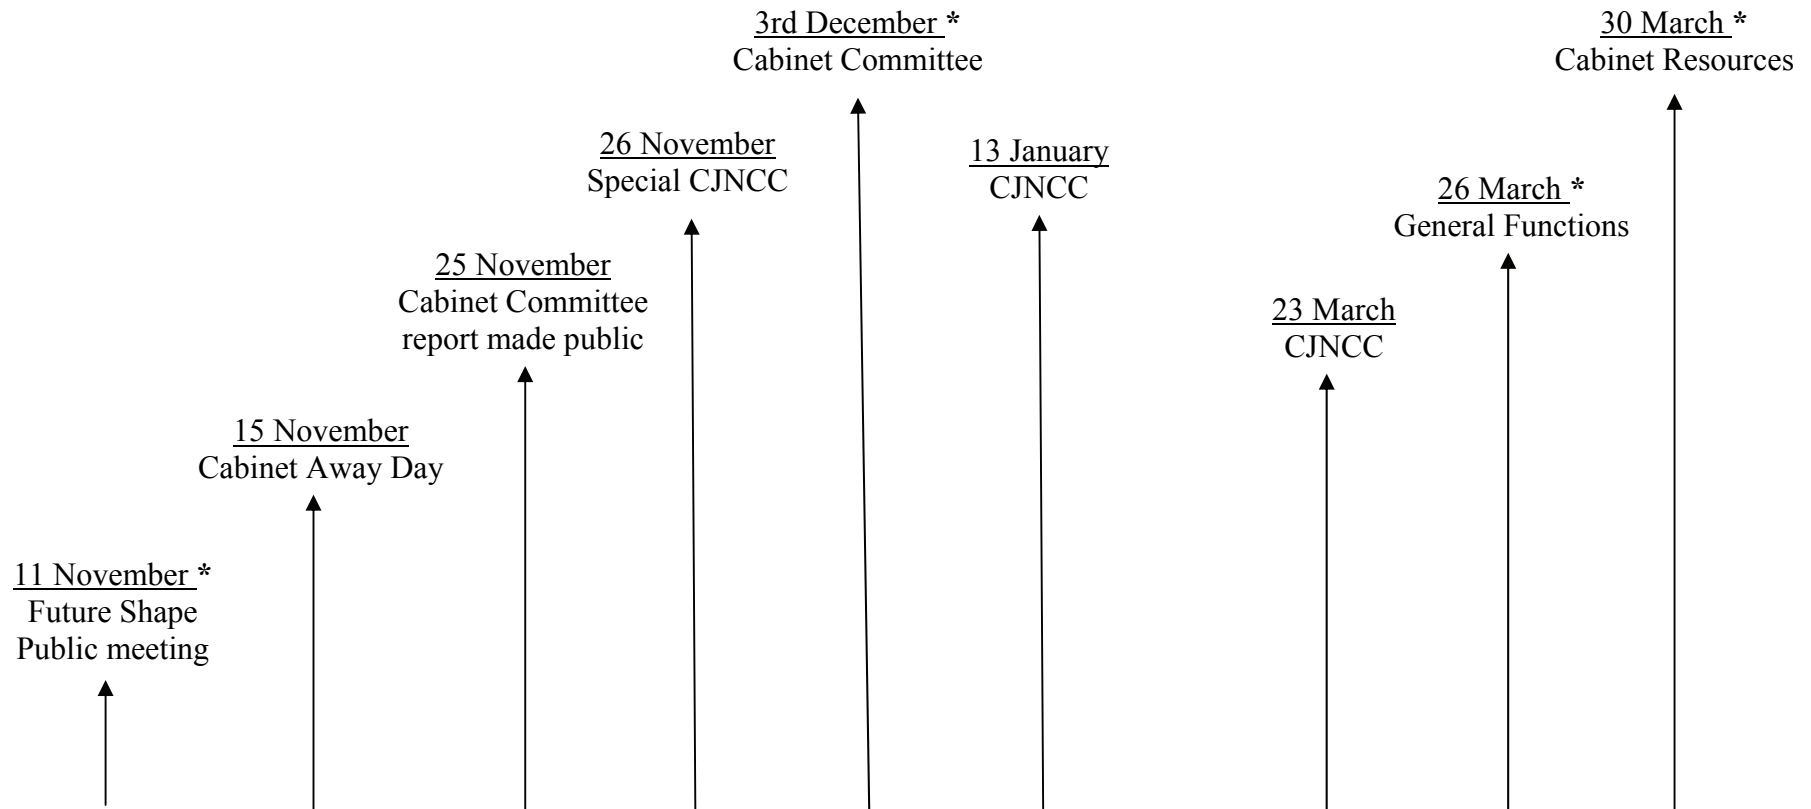 11 November *
Future Shape
Public meeting
15 November
Cabinet Away Day
25 November
Cabinet Committee
report made public
26 November
Special CJNCC
3rd December *
Cabinet Committee
13 January
CJNCC
23 March
CJNCC
26 March *
General Functions
30 March *
Cabinet Resources